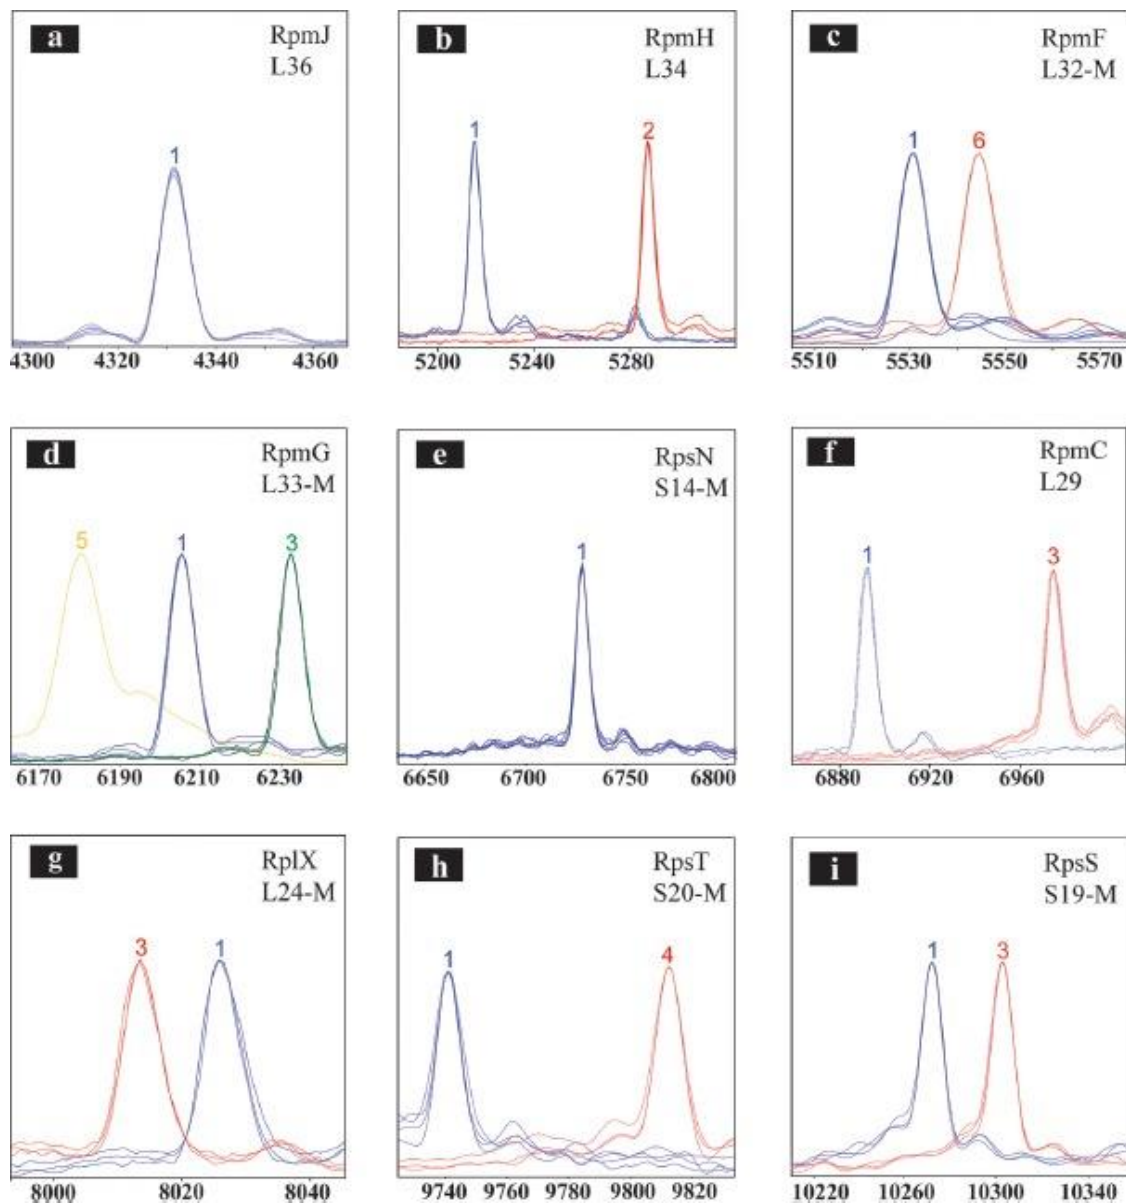 a RpmJ
L36
1
4300 4320 4340 4360
b RpmH
L34
1 2
5200 5240 5280
c RpmF
L32-M
1 6
5513 5530 5550 5570
d RpmG
L33-M
5 1 3
6170 6190 6210 6230
e RpsN
S14-M
1
6650 6700 6750 6800
f RpmC
L29
1 3
6880 6920 6960
g RplX
L24-M
3 1
8000 8020 8040
h RpsT
S20-M
1 4
9740 9760 9780 9800 9820
i RpsS
S19-M
1 3
10220 10260 10300 10340